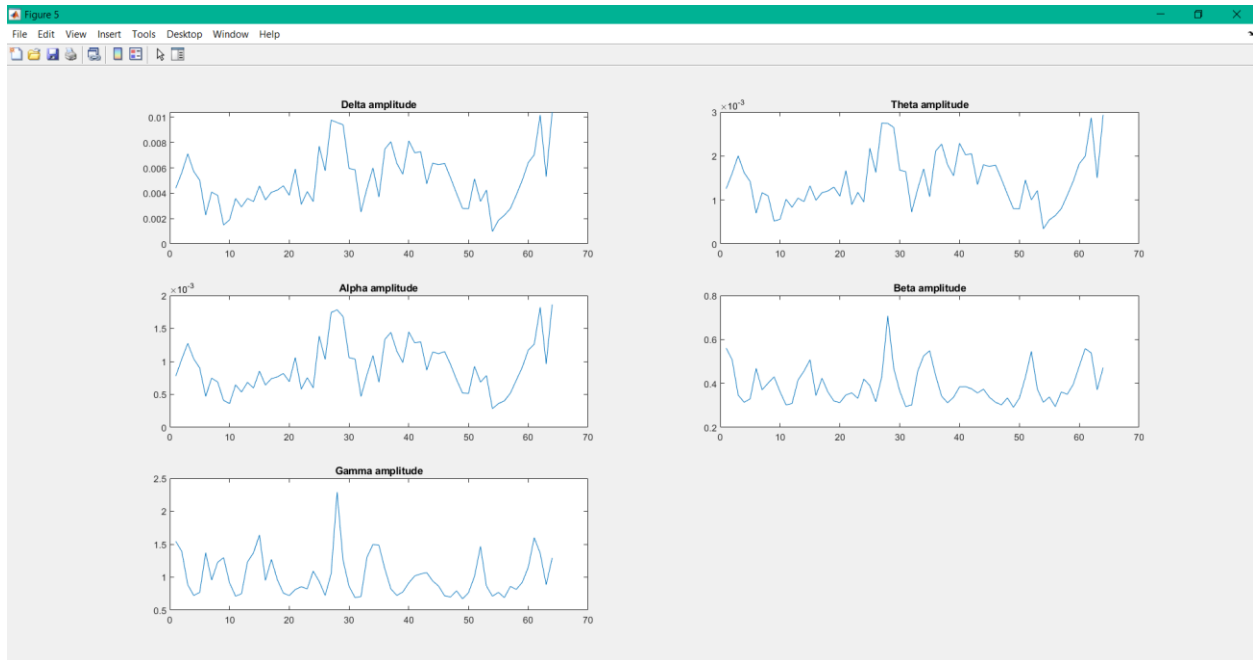 Figure 5
File Edit View Insert Tools Desktop Window Help
Delta amplitude
0.01
0.008
0.006
0.004
0.002
0
0 10 20 30 40 50 60 70
Theta amplitude
×10⁻³
3
2
1
0
0 10 20 30 40 50 60 70
Alpha amplitude
×10⁻³
2
1.5
1
0.5
0
0 10 20 30 40 50 60 70
Beta amplitude
0.8
0.6
0.4
0.2
0 10 20 30 40 50 60 70
Gamma amplitude
2.5
2
1.5
1
0.5
0 10 20 30 40 50 60 70